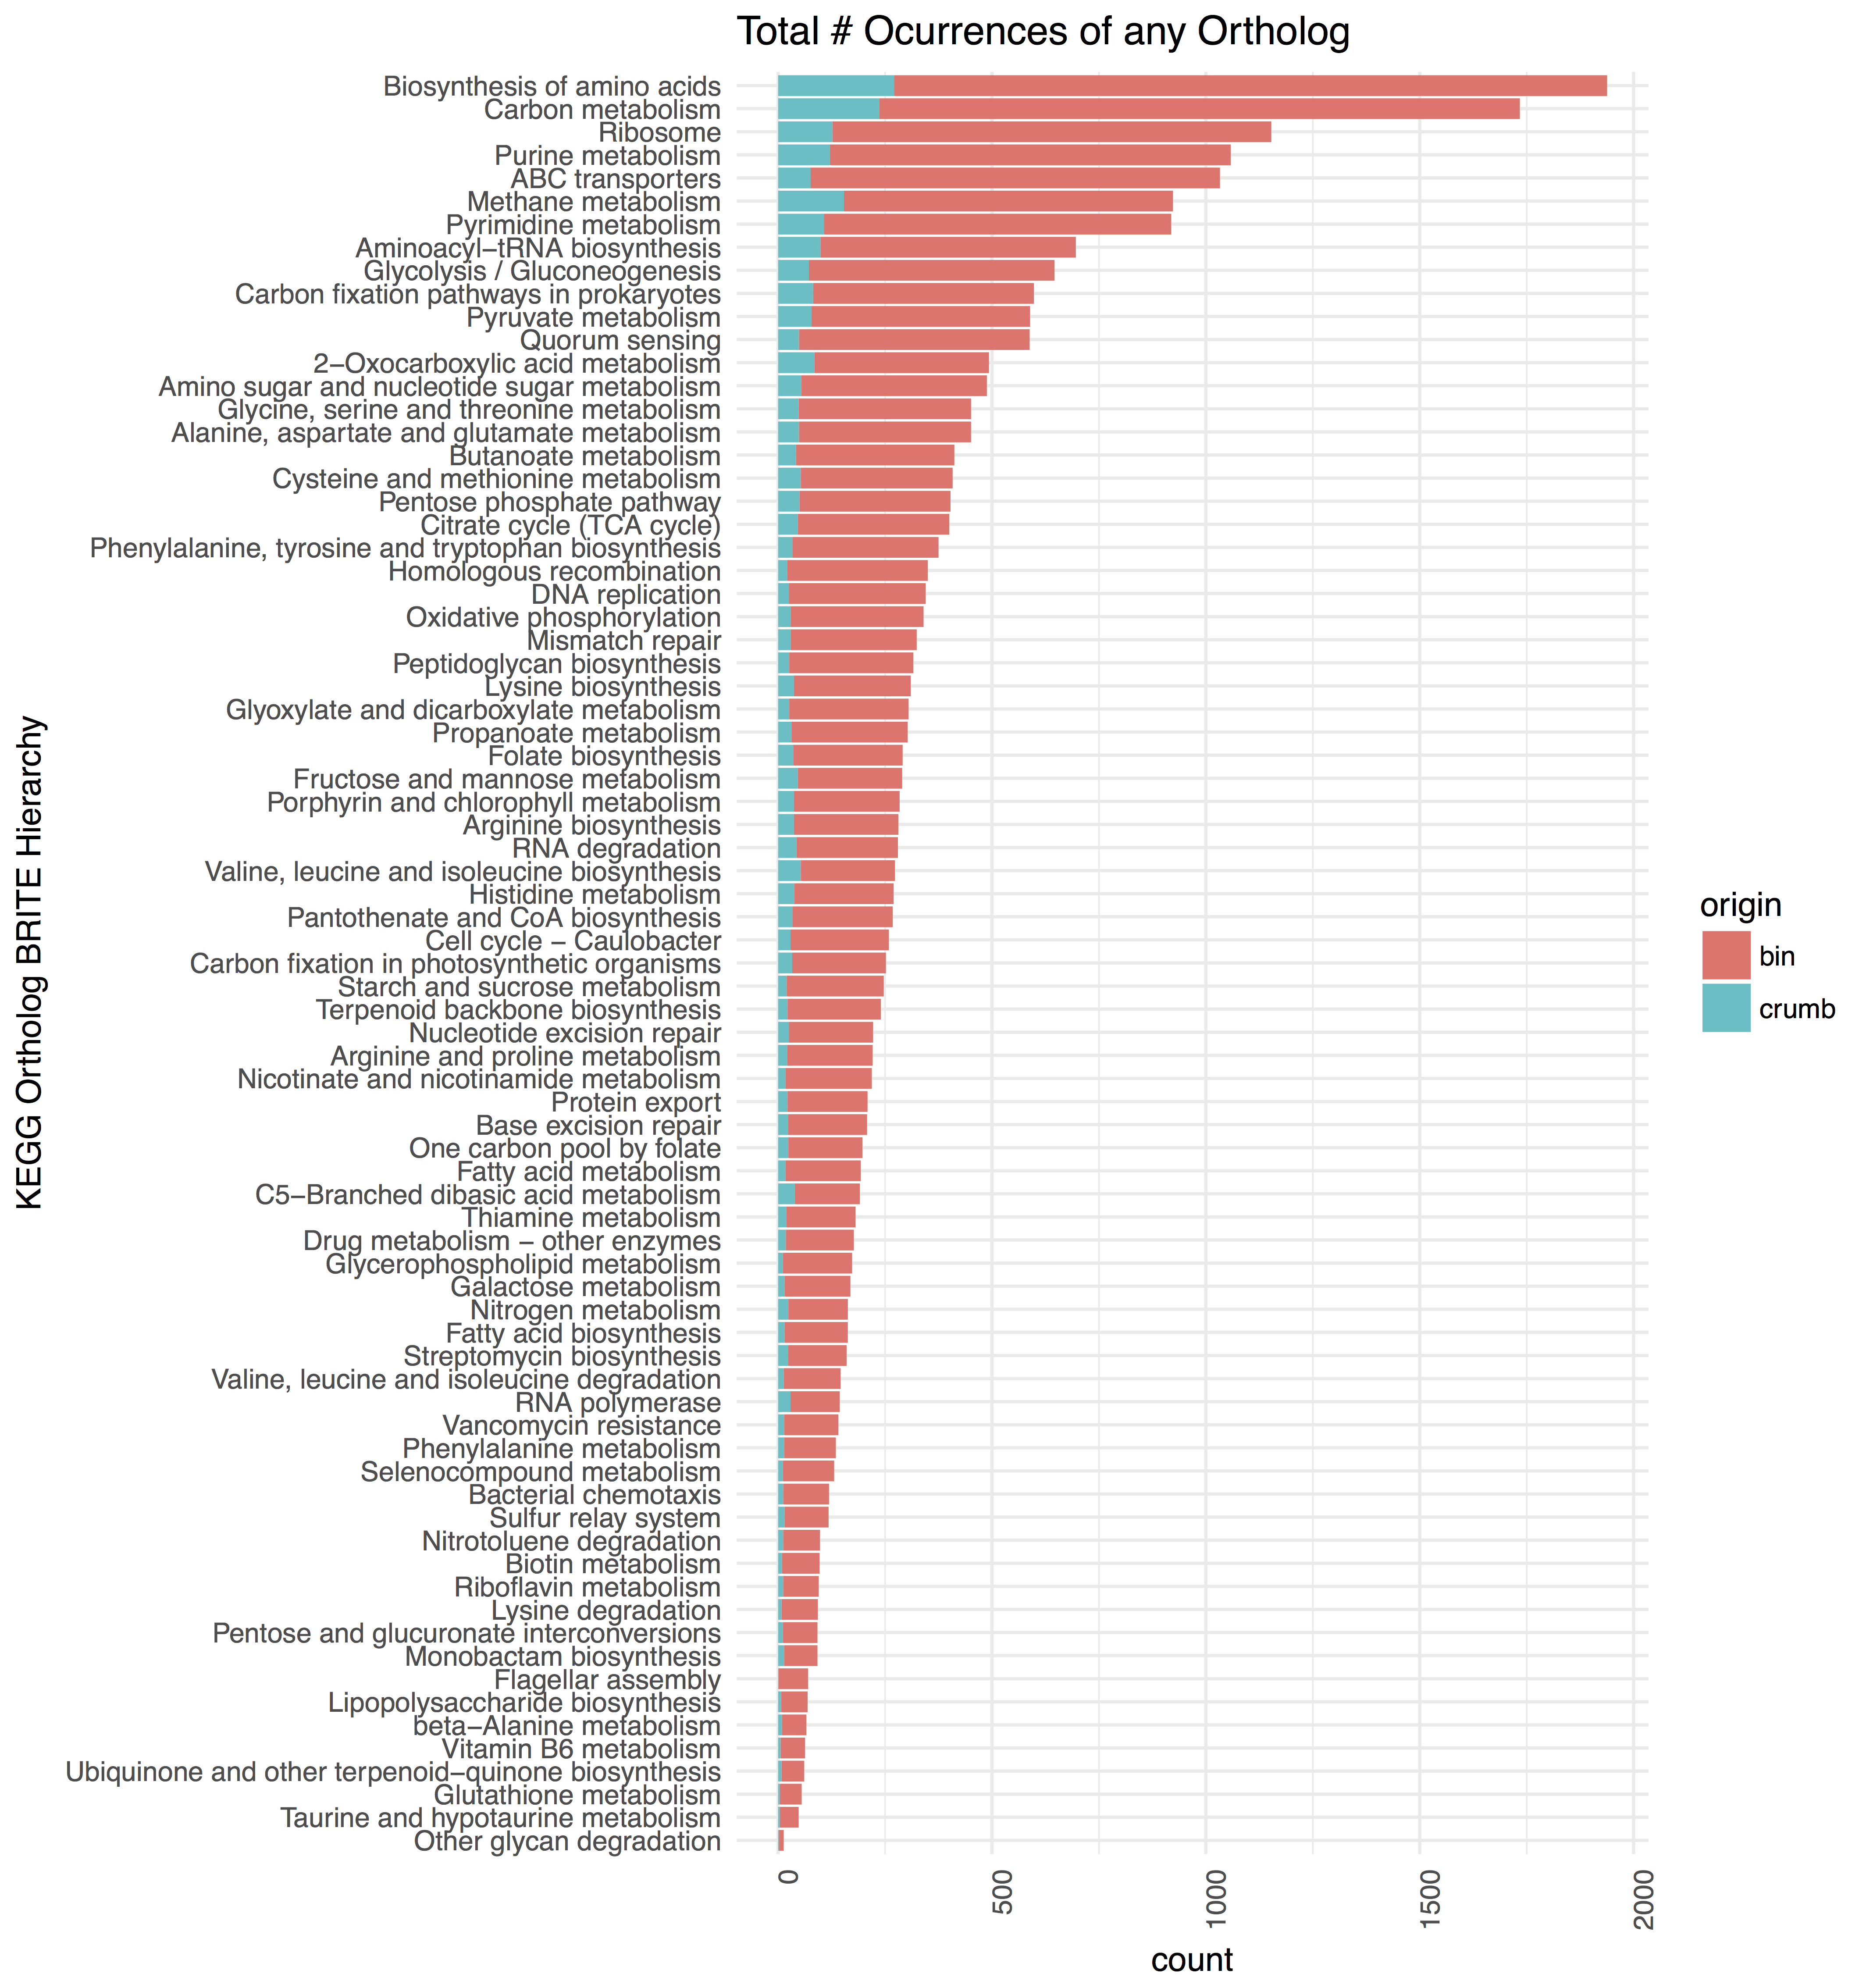 Total # Ocurrences of any Ortholog
KEGG Ortholog BRITE Hierarchy
Biosynthesis of amino acids
Carbon metabolism
Ribosome
Purine metabolism
ABC transporters
Methane metabolism
Pyrimidine metabolism
Aminoacyl−tRNA biosynthesis
Glycolysis / Gluconeogenesis
Carbon fixation pathways in prokaryotes
Pyruvate metabolism
Quorum sensing
2−Oxocarboxylic acid metabolism
Amino sugar and nucleotide sugar metabolism
Glycine, serine and threonine metabolism
Alanine, aspartate and glutamate metabolism
Butanoate metabolism
Cysteine and methionine metabolism
Pentose phosphate pathway
Citrate cycle (TCA cycle)
Phenylalanine, tyrosine and tryptophan biosynthesis
Homologous recombination
DNA replication
Oxidative phosphorylation
Mismatch repair
Peptidoglycan biosynthesis
Lysine biosynthesis
Glyoxylate and dicarboxylate metabolism
Propanoate metabolism
Folate biosynthesis
Fructose and mannose metabolism
Porphyrin and chlorophyll metabolism
Arginine biosynthesis
RNA degradation
Valine, leucine and isoleucine biosynthesis
Histidine metabolism
Pantothenate and CoA biosynthesis
Cell cycle − Caulobacter
Carbon fixation in photosynthetic organisms
Starch and sucrose metabolism
Terpenoid backbone biosynthesis
Nucleotide excision repair
Arginine and proline metabolism
Nicotinate and nicotinamide metabolism
Protein export
Base excision repair
One carbon pool by folate
Fatty acid metabolism
C5−Branched dibasic acid metabolism
Thiamine metabolism
Drug metabolism − other enzymes
Glycerophospholipid metabolism
Galactose metabolism
Nitrogen metabolism
Fatty acid biosynthesis
Streptomycin biosynthesis
Valine, leucine and isoleucine degradation
RNA polymerase
Vancomycin resistance
Phenylalanine metabolism
Selenocompound metabolism
Bacterial chemotaxis
Sulfur relay system
Nitrotoluene degradation
Biotin metabolism
Riboflavin metabolism
Lysine degradation
Pentose and glucuronate interconversions
Monobactam biosynthesis
Flagellar assembly
Lipopolysaccharide biosynthesis
beta−Alanine metabolism
Vitamin B6 metabolism
Ubiquinone and other terpenoid−quinone biosynthesis
Glutathione metabolism
Taurine and hypotaurine metabolism
Other glycan degradation
0
500
1000
1500
2000
count
origin
bin
crumb